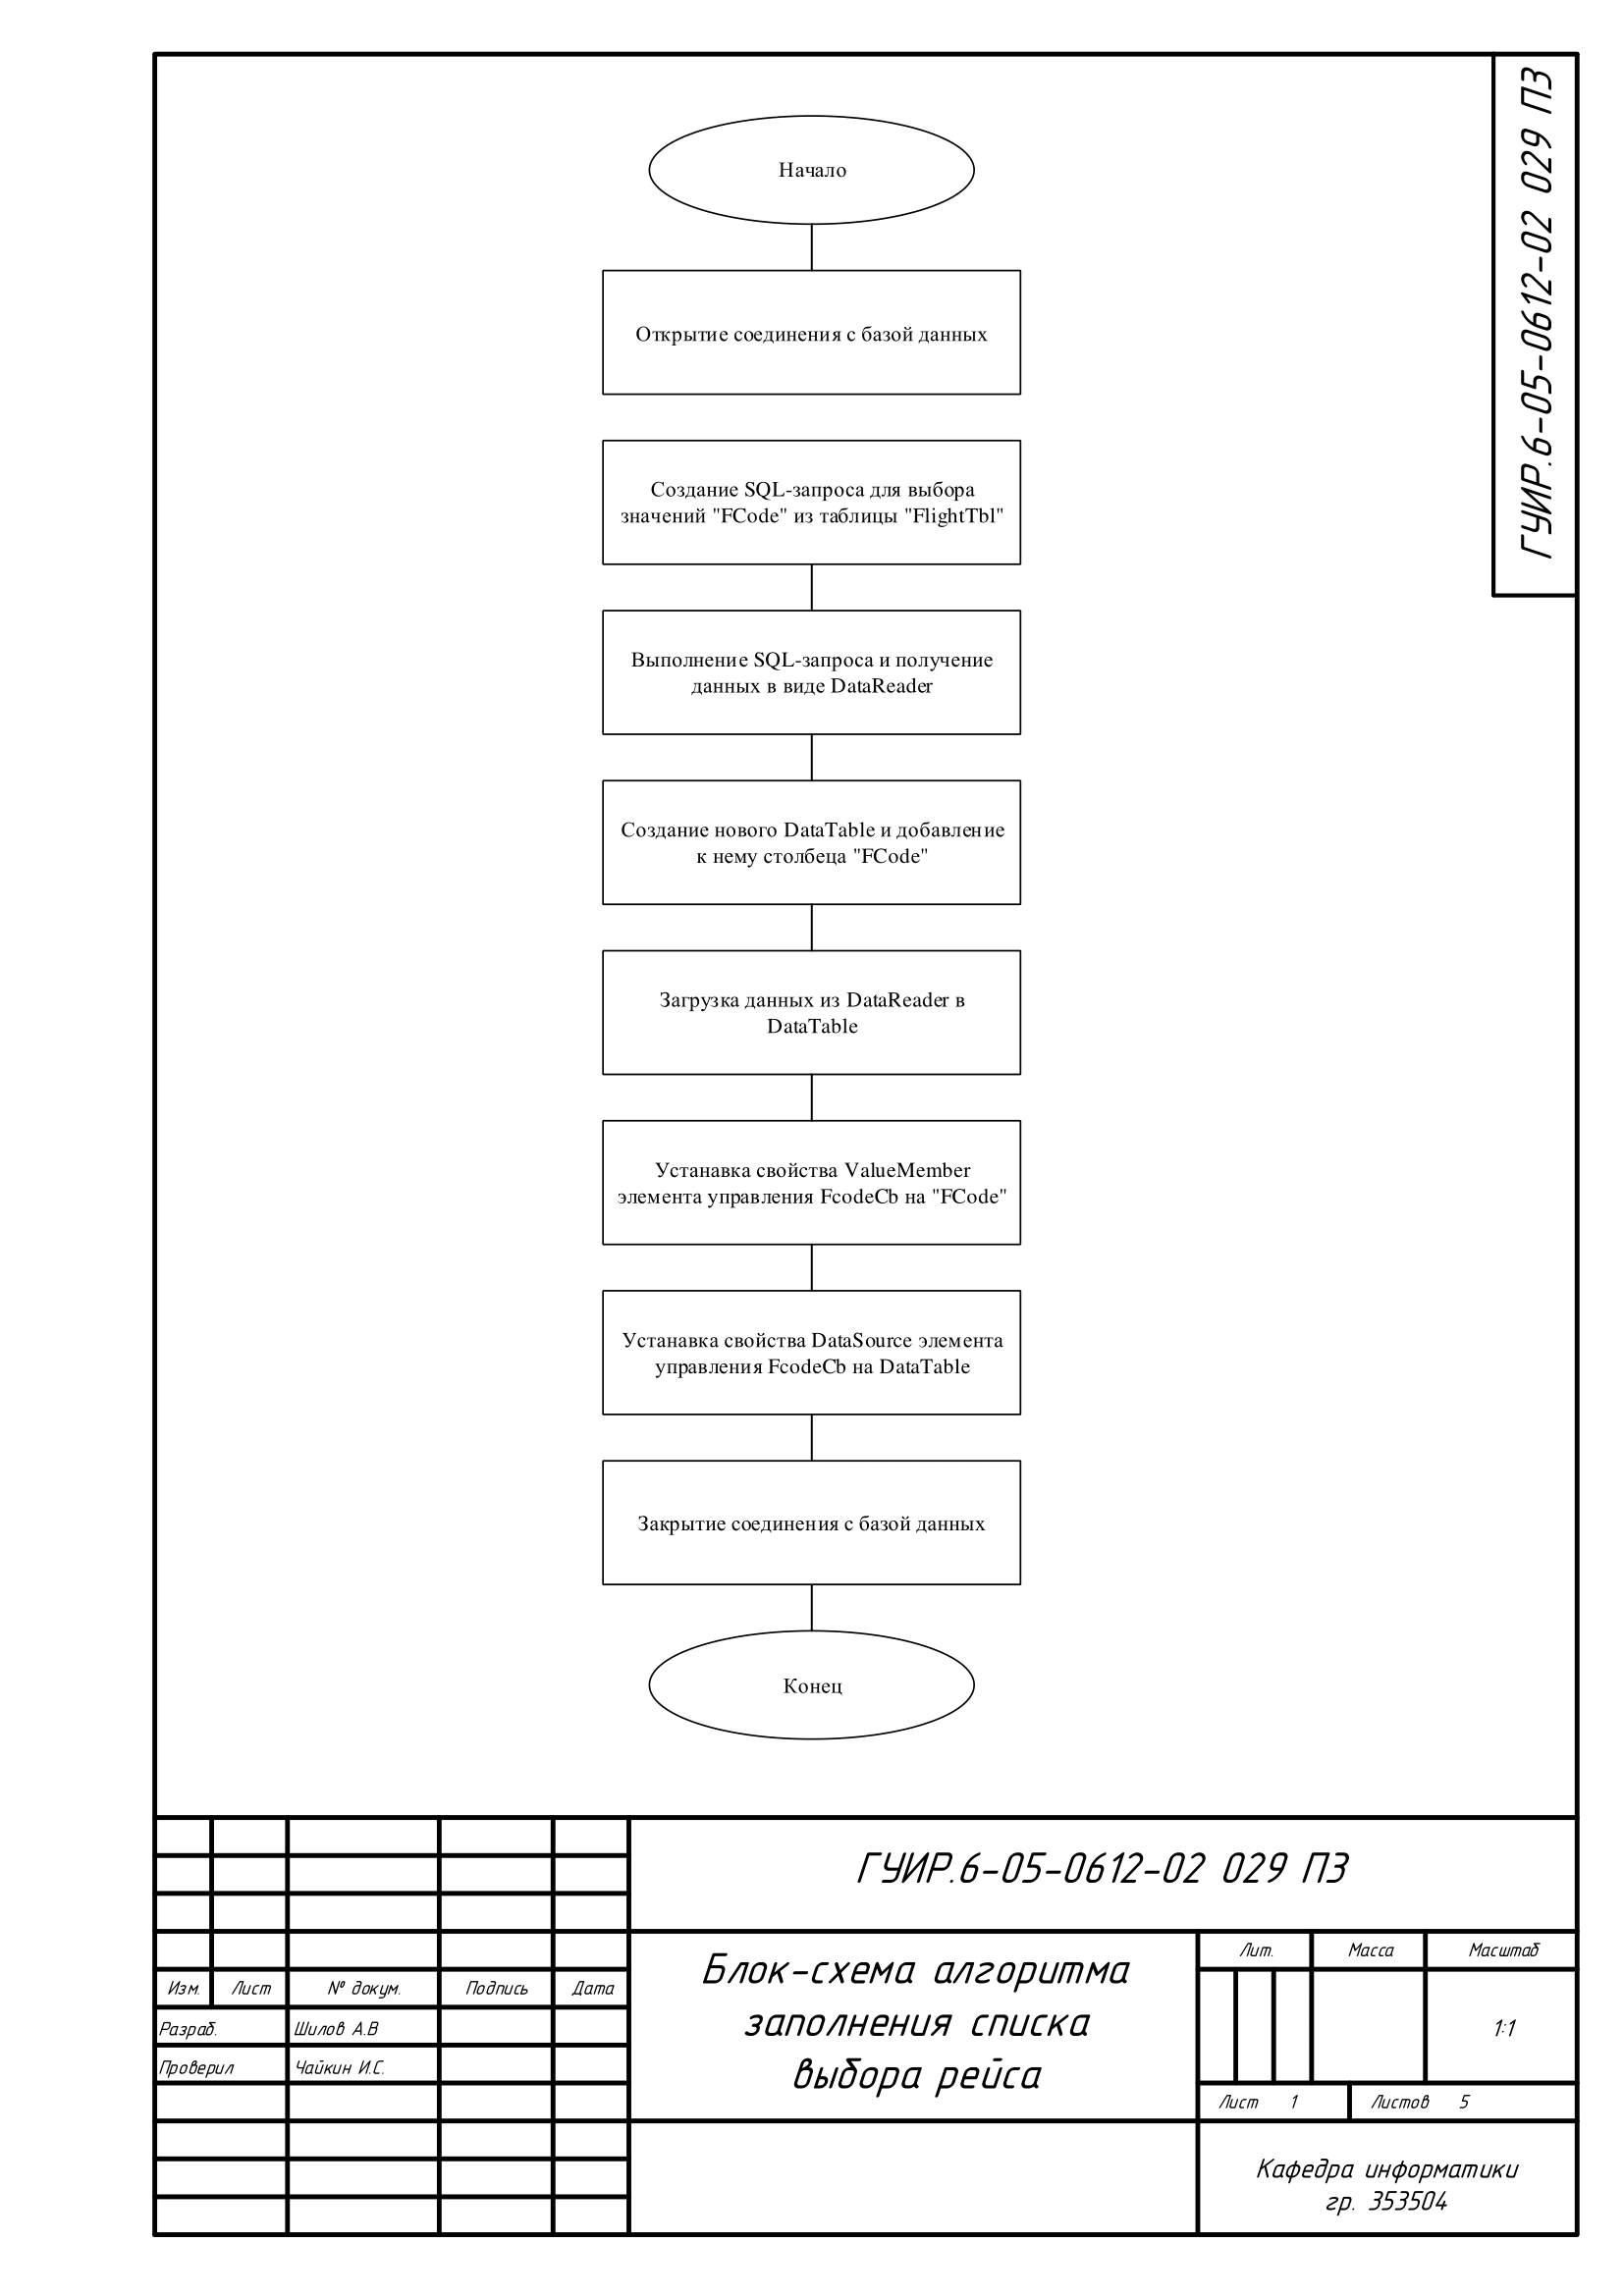 ГУИР.6-05-0612-02 029 ПЗ
Начало
Открытие соединения с базой данных
Создание SQL-запроса для выбора
значений "FCode" из таблицы "FlightTbl"
Выполнение SQL-запроса и получение
данных в виде DataReader
Создание нового DataTable и добавление
к нему столбеца "FCode"
Загрузка данных из DataReader в
DataTable
Устанавка свойства ValueMember
элемента управления FcodeCb на "FCode"
Устанавка свойства DataSource элемента
управления FcodeCb на DataTable
Закрытие соединения с базой данных
Конец
ГУИР.6-05-0612-02 029 ПЗ
Изм. Лист № докум. Подпись Дата
Разраб. Шилов А.В
Проверил Чайкин И.С.
Блок-схема алгоритма
заполнения списка
выбора рейса
Лит. Масса Масштаб
1:1
Лист 1 Листов 5
Кафедра информатики
гр. 353504